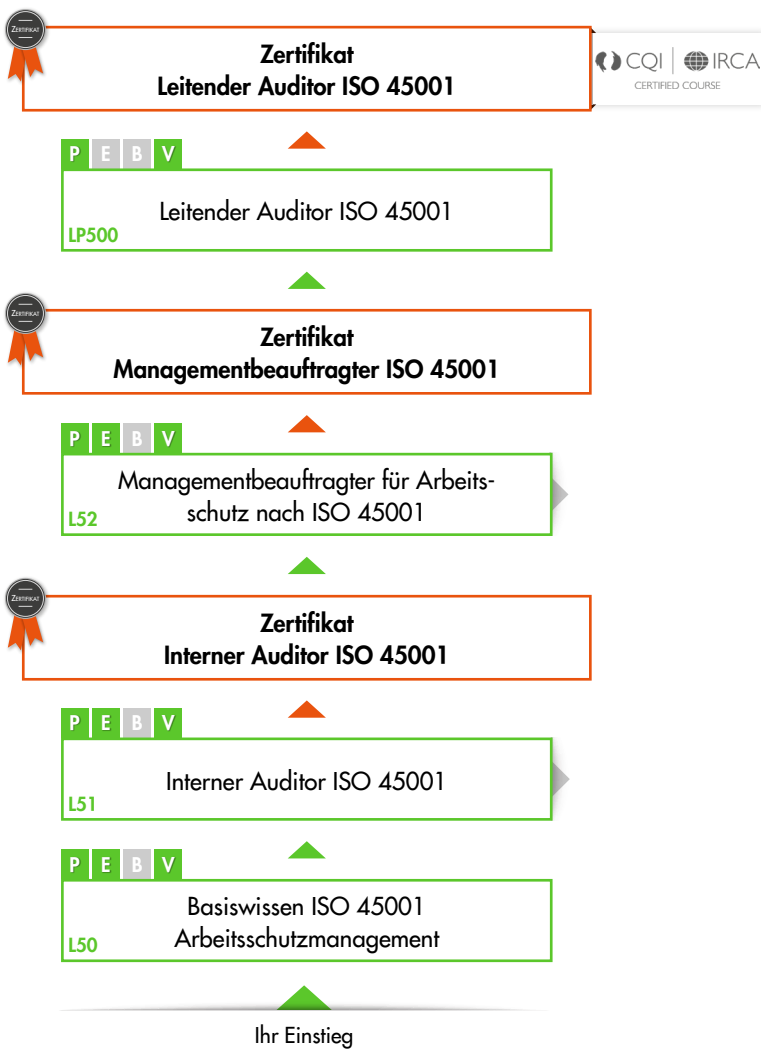 ZERTIFIKAT
Zertifikat
Leitender Auditor ISO 45001
CQI IRCA
CERTIFIED COURSE
P E B V
Leitender Auditor ISO 45001
LP500
ZERTIFIKAT
Zertifikat
Managementbeauftragter ISO 45001
P E B V
Managementbeauftragter für Arbeits-
schutz nach ISO 45001
L52
ZERTIFIKAT
Zertifikat
Interner Auditor ISO 45001
P E B V
Interner Auditor ISO 45001
L51
P E B V
Basiswissen ISO 45001
Arbeitsschutzmanagement
L50
Ihr Einstieg